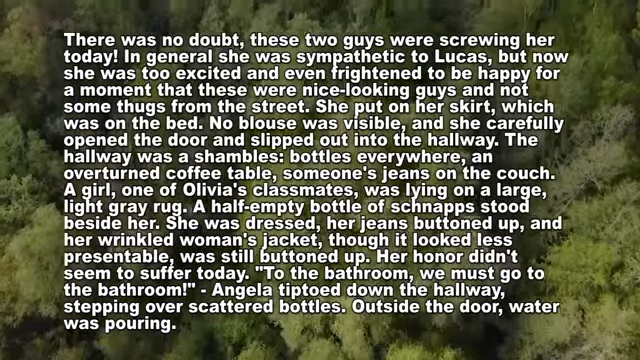 There was no doubt, these two guys were screwing her
today! In general she was sympathetic to Lucas, but now
she was too excited and even frightened to be happy for
a moment that these were nice-looking guys and not
some thugs from the street. She put on her skirt, which
was on the bed. No blouse was visible, and she carefully
opened the door and slipped out into the hallway. The
hallway was a shambles: bottles everywhere, an
overturned coffee table, someone's jeans on the couch.
A girl, one of Olivia's classmates, was lying on a large,
light gray rug. A half-empty bottle of schnapps stood
beside her. She was dressed, her jeans buttoned up, and
her wrinkled woman's jacket, though it looked less
presentable, was still buttoned up. Her honor didn't
seem to suffer today. "To the bathroom, we must go to
the bathroom!" - Angela tiptoed down the hallway,
stepping over scattered bottles. Outside the door, water
was pouring.